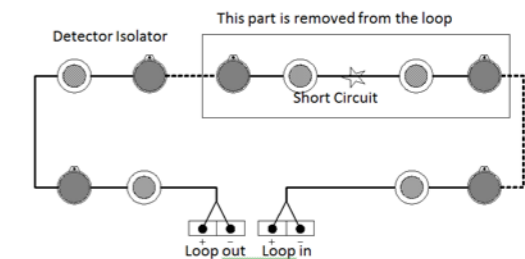 This part is removed from the loop
Detector Isolator
Short Circuit
+ - + -
Loop out Loop in